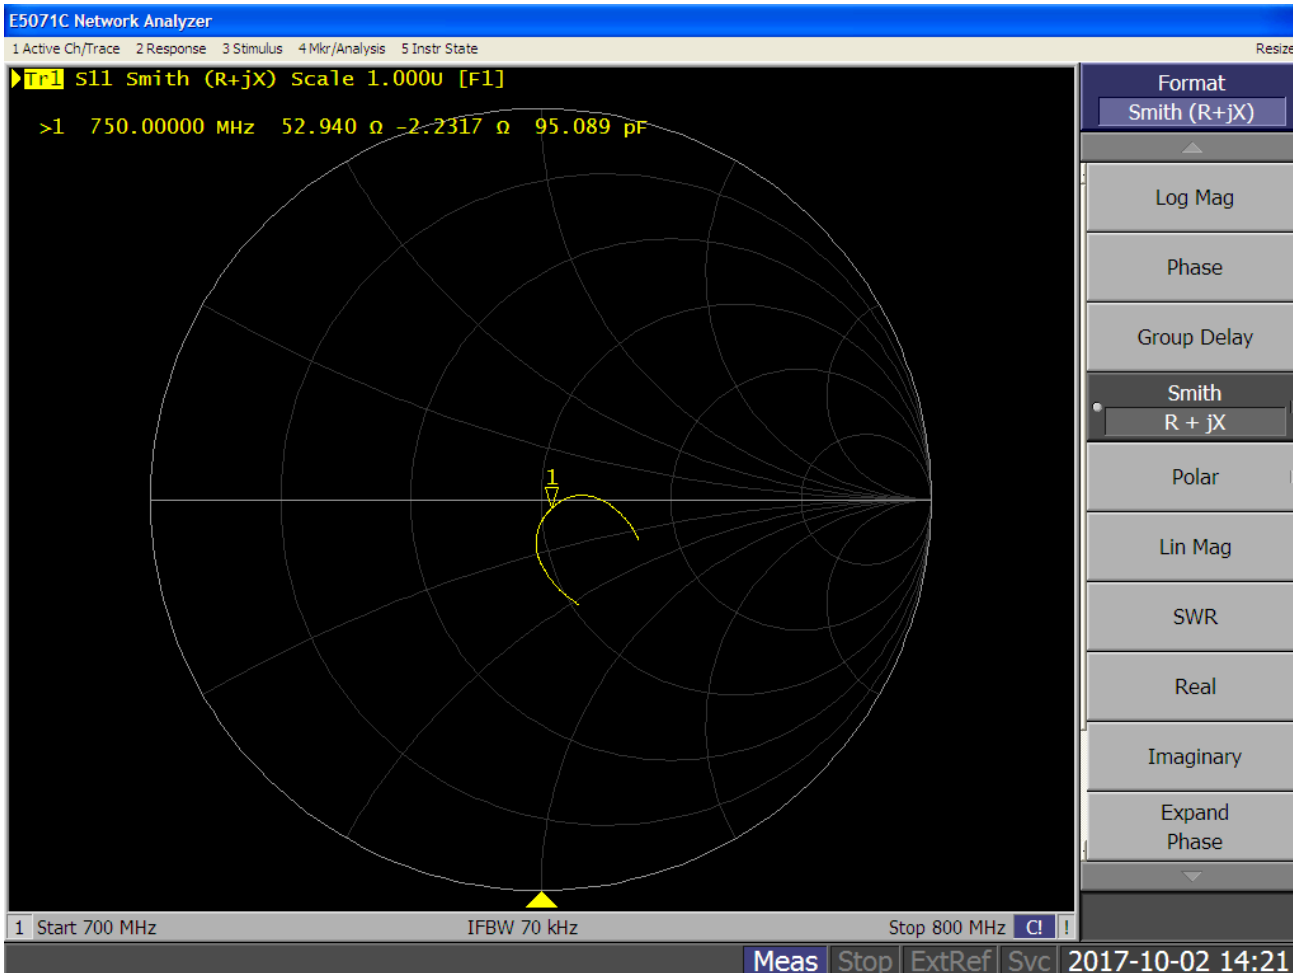 E5071C Network Analyzer
1 Active Ch/Trace 2 Response 3 Stimulus 4 Mkr/Analysis 5 Instr State Resize
Tr1 S11 Smith (R+jX) Scale 1.000U [F1]
>1 750.00000 MHz 52.940 Ω -2.2317 Ω 95.089 pF
1
Format
Smith (R+jX)
Log Mag
Phase
Group Delay
Smith
R + jX
Polar
Lin Mag
SWR
Real
Imaginary
Expand
Phase
1 Start 700 MHz IFBW 70 kHz Stop 800 MHz C! !
Meas Stop ExtRef Svc 2017-10-02 14:21